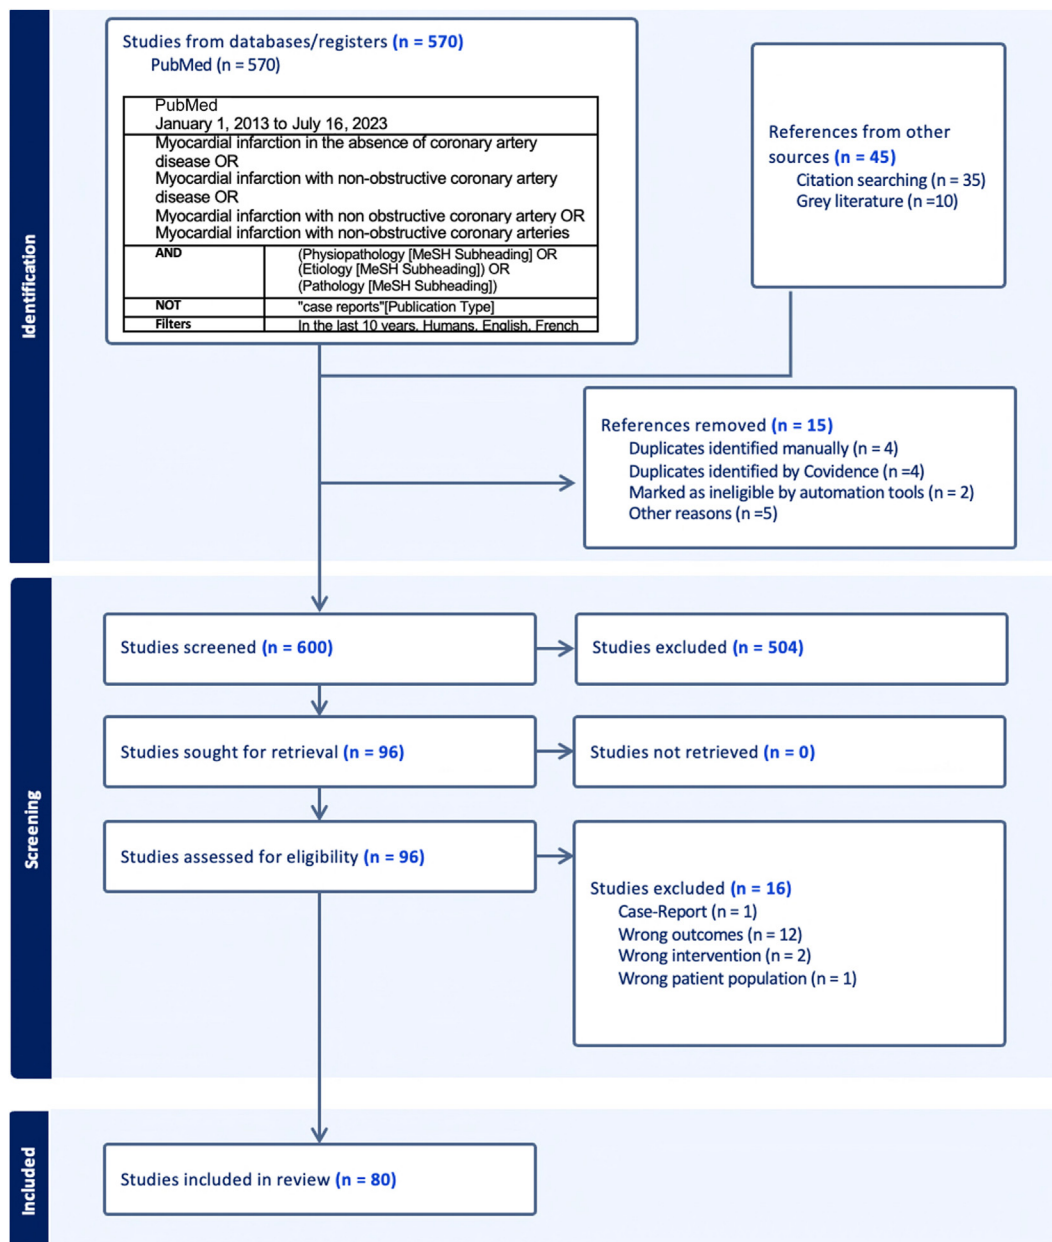 Identification
Studies from databases/registers (n = 570)
PubMed (n = 570)
PubMed
January 1, 2013 to July 16, 2023
Myocardial infarction in the absence of coronary artery
disease OR
Myocardial infarction with non-obstructive coronary artery
disease OR
Myocardial infarction with non obstructive coronary artery OR
Myocardial infarction with non-obstructive coronary arteries
AND (Physiopathology [MeSH Subheading] OR
(Etiology [MeSH Subheading]) OR
(Pathology [MeSH Subheading])
NOT "case reports"[Publication Type]
Filters In the last 10 years, Humans, English, French
References from other
sources (n = 45)
Citation searching (n = 35)
Grey literature (n =10)
References removed (n = 15)
Duplicates identified manually (n = 4)
Duplicates identified by Covidence (n =4)
Marked as ineligible by automation tools (n = 2)
Other reasons (n =5)
Screening
Studies screened (n = 600)
Studies excluded (n = 504)
Studies sought for retrieval (n = 96)
Studies not retrieved (n = 0)
Studies assessed for eligibility (n = 96)
Studies excluded (n = 16)
Case-Report (n = 1)
Wrong outcomes (n = 12)
Wrong intervention (n = 2)
Wrong patient population (n = 1)
Included
Studies included in review (n = 80)